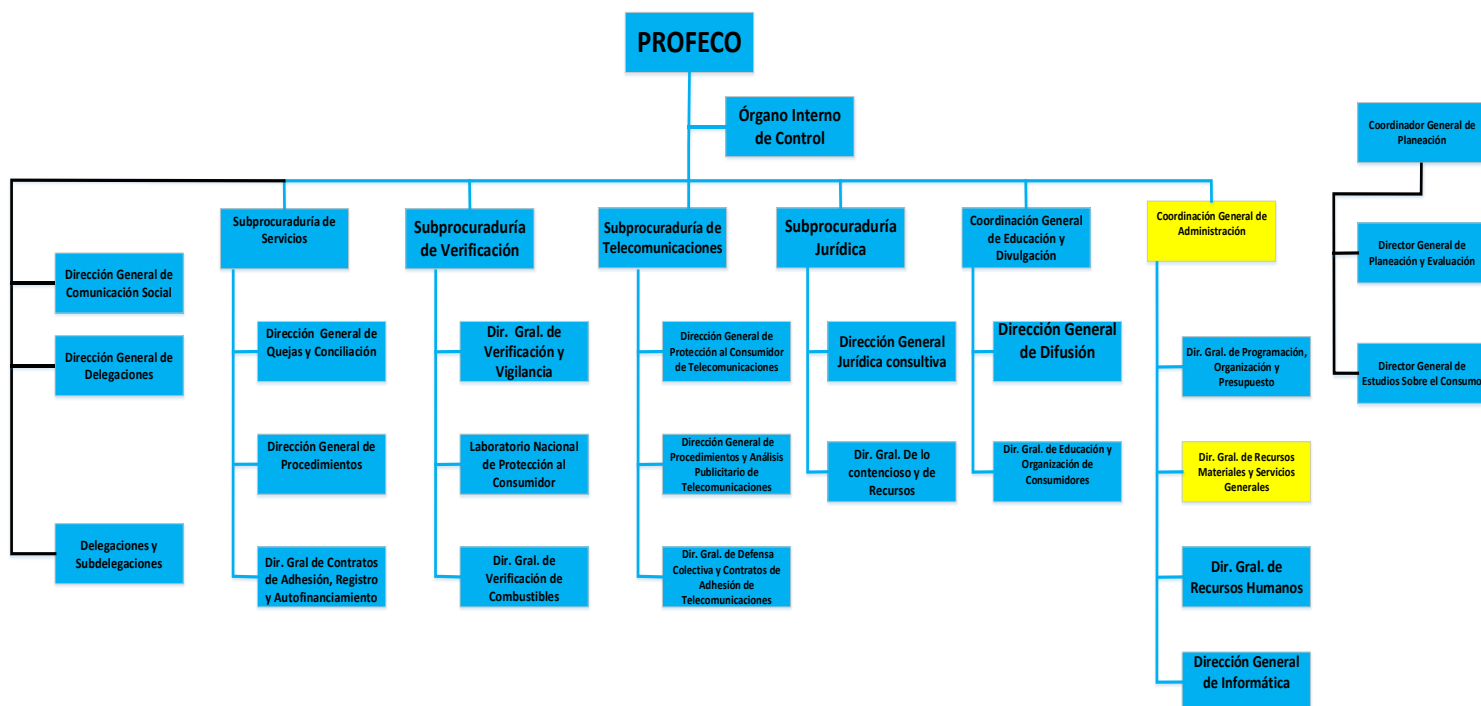 PROFECO
Órgano Interno
de Control
Coordinador General de
Planeación
Director General de
Planeación y Evaluación
Director General de
Estudios Sobre el Consumo
Dirección General de
Comunicación Social
Dirección General de
Delegaciones
Delegaciones y
Subdelegaciones
Subprocuraduría de
Servicios
Dirección General de
Quejas y Conciliación
Dirección General de
Procedimientos
Dir. Gral de Contratos
de Adhesión, Registro
y Autofinanciamiento
Subprocuraduría
de Verificación
Dir. Gral. de
Verificación y
Vigilancia
Laboratorio Nacional
de Protección al
Consumidor
Dir. Gral. de
Verificación de
Combustibles
Subprocuraduría de
Telecomunicaciones
Dirección General de
Protección al Consumidor
de Telecomunicaciones
Dirección General de
Procedimientos y Análisis
Publicitario de
Telecomunicaciones
Dir. Gral. de Defensa
Colectiva y Contratos de
Adhesión de
Telecomunicaciones
Subprocuraduría
Jurídica
Dirección General
Jurídica consultiva
Dir. Gral. De lo
contencioso y de
Recursos
Coordinación General
de Educación y
Divulgación
Dirección General
de Difusión
Dir. Gral. de Educación y
Organización de
Consumidores
Coordinación General de
Administración
Dir. Gral. de Programación,
Organización y
Presupuesto
Dir. Gral. de Recursos
Materiales y Servicios
Generales
Dir. Gral. de
Recursos Humanos
Dirección General
de Informática